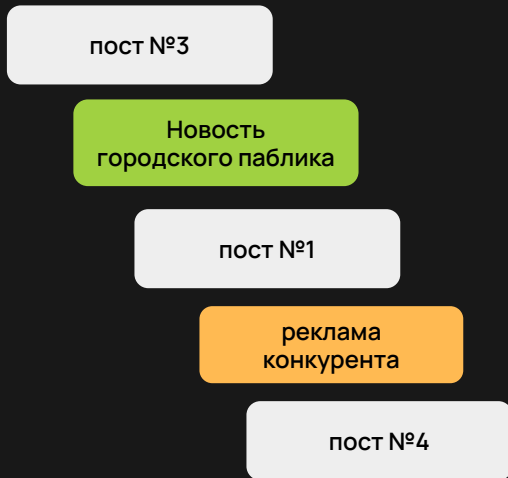 пост №3
Новость
городского паблика
пост №1
реклама
конкурента
пост №4